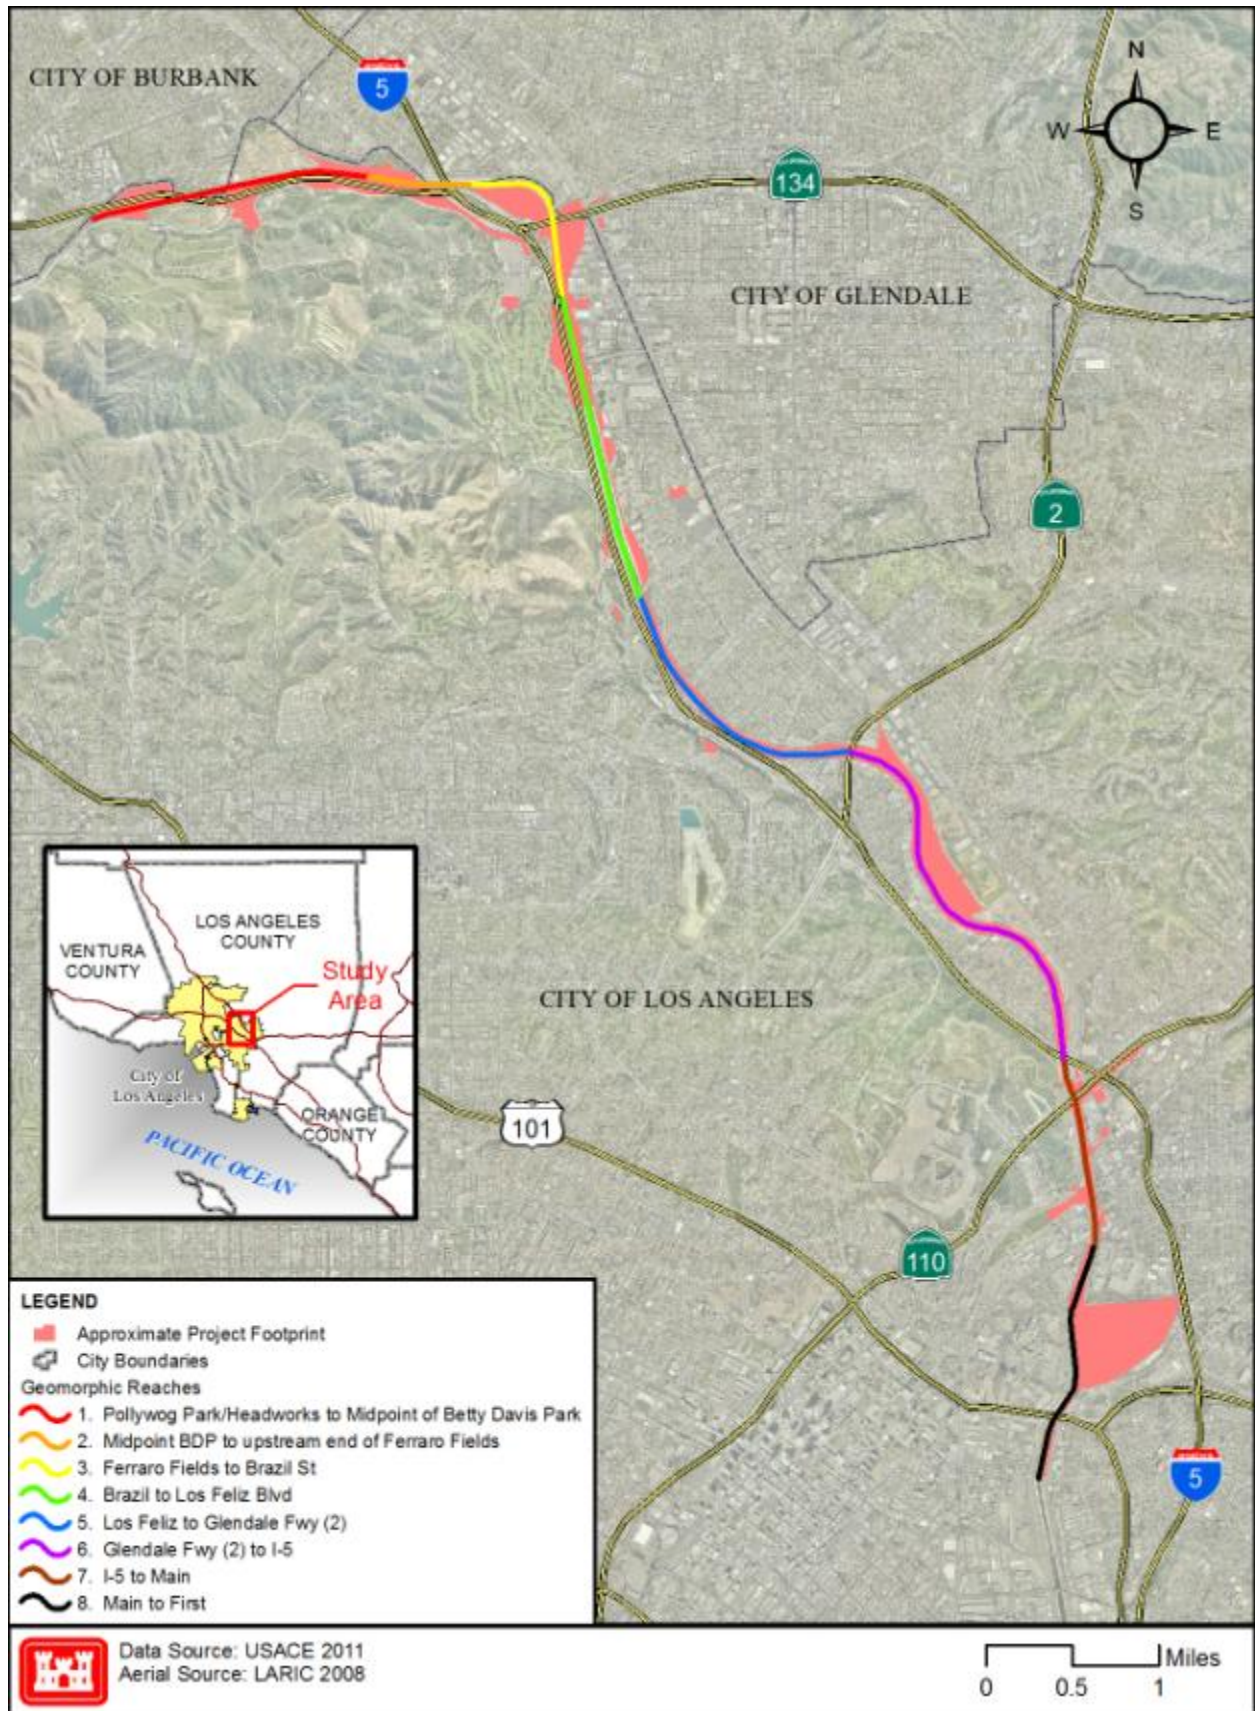 CITY OF BURBANK
5
N
W
E
S
134
CITY OF GLENDALE
2
CITY OF LOS ANGELES
LOS ANGELES
COUNTY
VENTURA
COUNTY
Study
Area
City of
Los Angeles
ORANGE
COUNTY
PACIFIC OCEAN
101
110
5
LEGEND
Approximate Project Footprint
City Boundaries
Geomorphic Reaches
1. Pollywog Park/Headworks to Midpoint of Betty Davis Park
2. Midpoint BDP to upstream end of Ferraro Fields
3. Ferraro Fields to Brazil St
4. Brazil to Los Feliz Blvd
5. Los Feliz to Glendale Fwy (2)
6. Glendale Fwy (2) to I-5
7. I-5 to Main
8. Main to First
Data Source: USACE 2011
Aerial Source: LARIC 2008
Miles
0 0.5 1